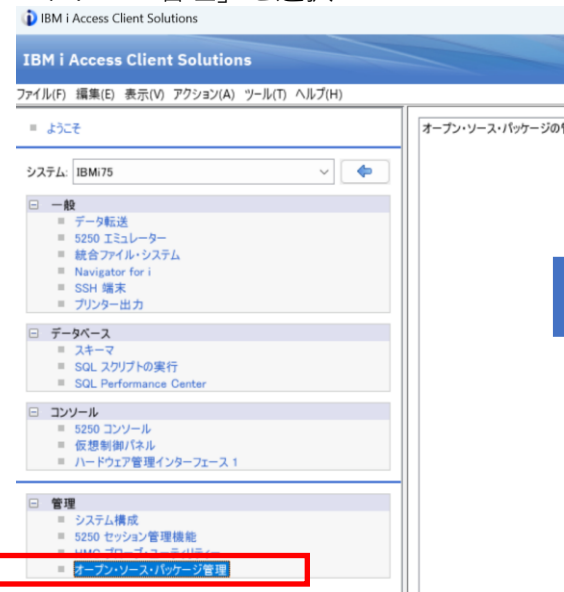 IBM i Access Client Solutions
IBM i Access Client Solutions
ファイル(F) 編集(E) 表示(V) アクション(A) ツール(T) ヘルプ(H)
ようこそ
システム: IBMi75
一般
データ転送
5250 エミュレーター
統合ファイル・システム
Navigator for i
SSH 端末
プリンター出力
データベース
スキーマ
SQL スクリプトの実行
SQL Performance Center
コンソール
5250 コンソール
仮想制御パネル
ハードウェア管理インターフェース 1
管理
システム構成
5250 セッション管理機能
オープン・ソース・パッケージ管理
オープン・ソース・パッケージの